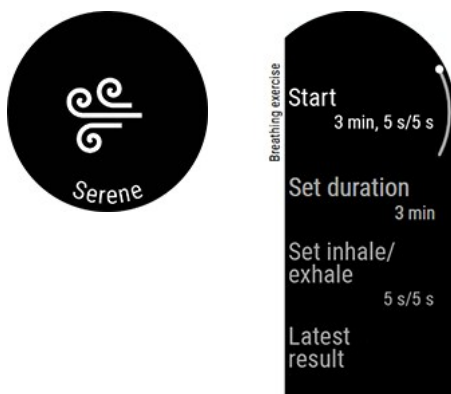 Serene
Breathing exercise
Start
3 min, 5 s/5 s
Set duration
3 min
Set inhale/
exhale
5 s/5 s
Latest
result